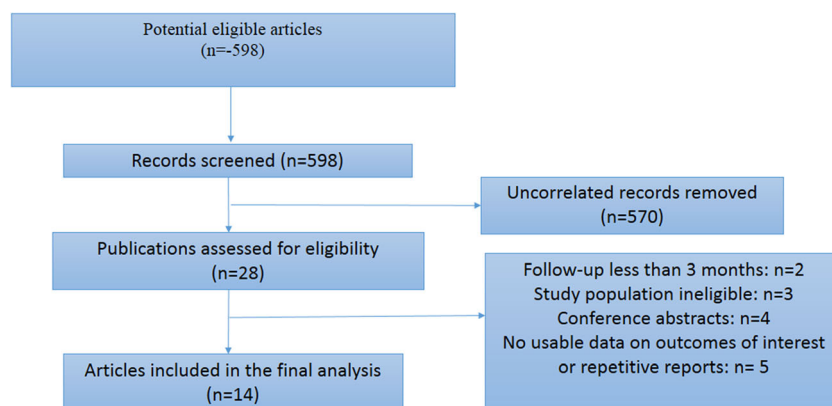 Potential eligible articles
(n=-598)
Records screened (n=598)
Uncorrelated records removed
(n=570)
Publications assessed for eligibility
(n=28)
Follow-up less than 3 months: n=2
Study population ineligible: n=3
Conference abstracts: n=4
No usable data on outcomes of interest
or repetitive reports: n= 5
Articles included in the final analysis
(n=14)